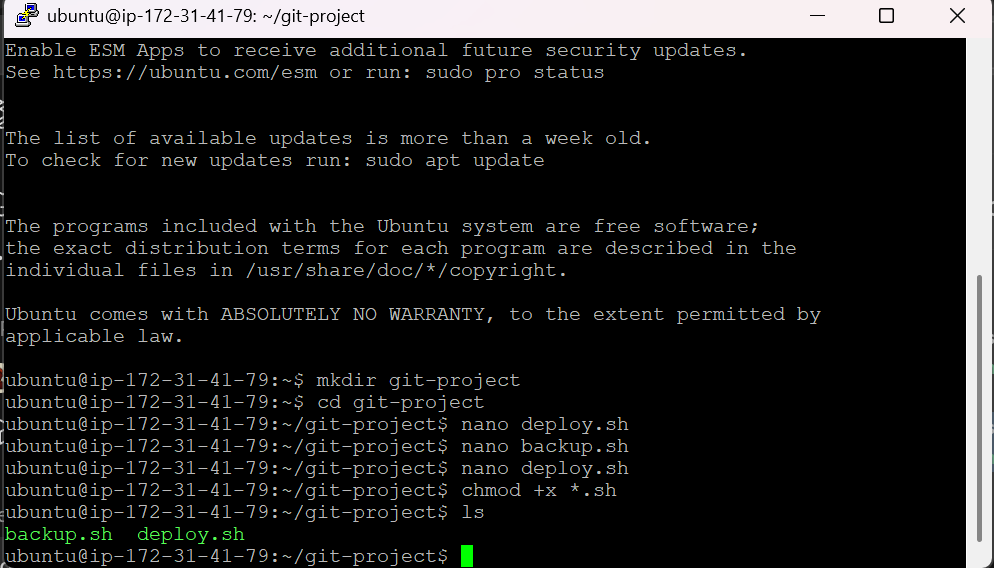 ubuntu@ip-172-31-41-79: ~/git-project
Enable ESM Apps to receive additional future security updates.
See https://ubuntu.com/esm or run: sudo pro status
The list of available updates is more than a week old.
To check for new updates run: sudo apt update
The programs included with the Ubuntu system are free software;
the exact distribution terms for each program are described in the
individual files in /usr/share/doc/*/copyright.
Ubuntu comes with ABSOLUTELY NO WARRANTY, to the extent permitted by
applicable law.
ubuntu@ip-172-31-41-79:~$ mkdir git-project
ubuntu@ip-172-31-41-79:~$ cd git-project
ubuntu@ip-172-31-41-79:~/git-project$ nano deploy.sh
ubuntu@ip-172-31-41-79:~/git-project$ nano backup.sh
ubuntu@ip-172-31-41-79:~/git-project$ nano deploy.sh
ubuntu@ip-172-31-41-79:~/git-project$ chmod +x *.sh
ubuntu@ip-172-31-41-79:~/git-project$ ls
backup.sh  deploy.sh
ubuntu@ip-172-31-41-79:~/git-project$